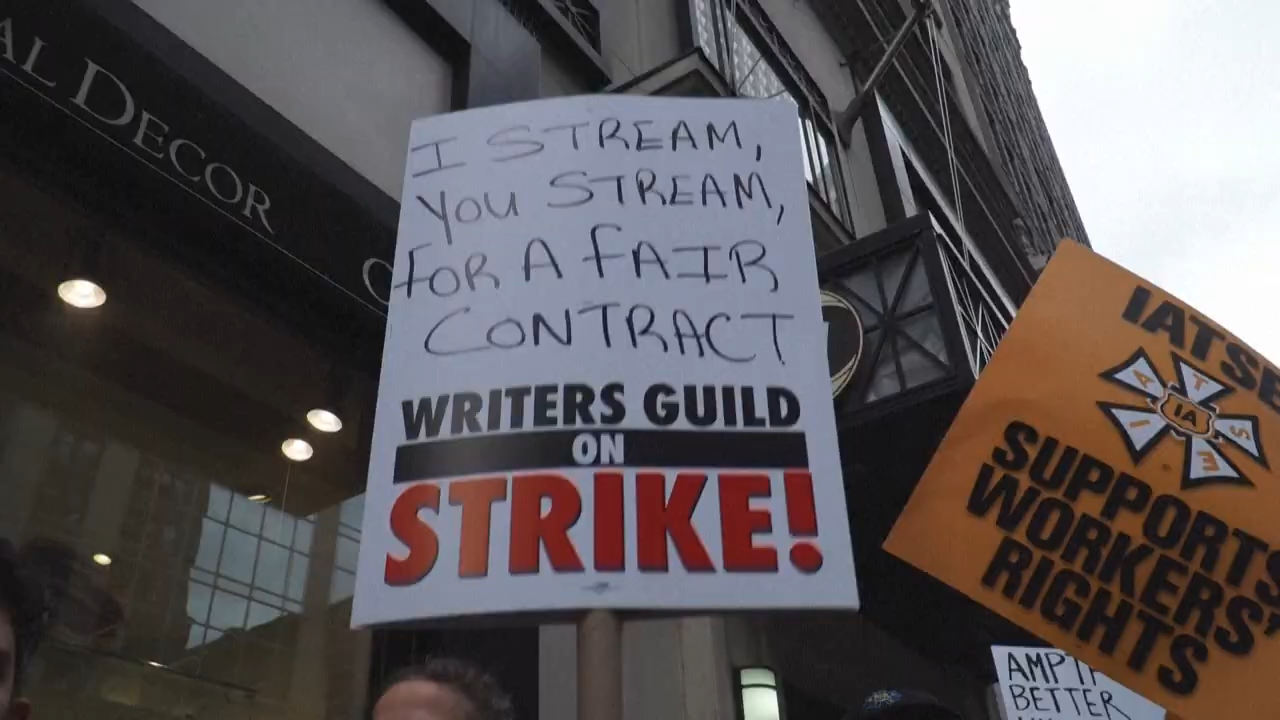 AL DECOR
I STREAM,
YOU STREAM,
FOR A FAIR
CONTRACT
WRITERS GUILD
ON
STRIKE!
IATSE
I A T S E
IA
SUPPORTS
WORKERS'
RIGHTS
AMPTP
BETTER